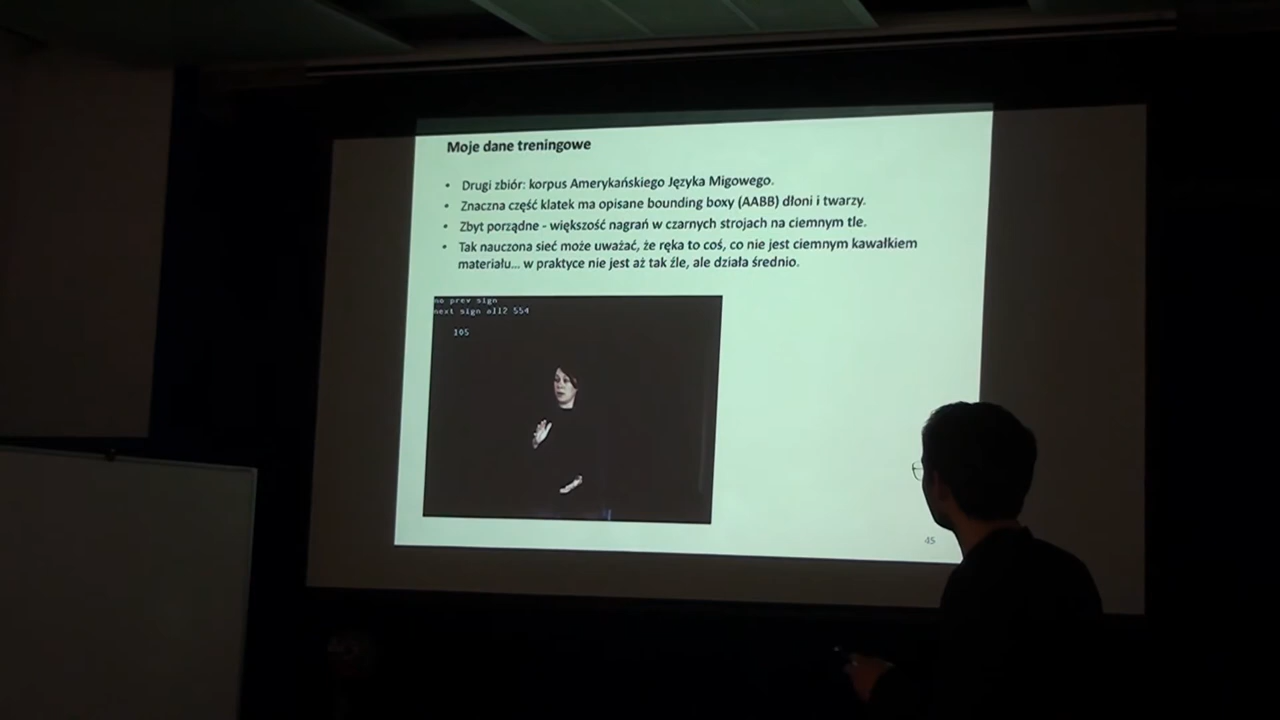 Moje dane treningowe
• Drugi zbiór: korpus Amerykańskiego Języka Migowego.
• Znaczna część klatek ma opisane bounding boxy (AABB) dłoni i twarzy.
• Zbyt porządne - większość nagrań w czarnych strojach na ciemnym tle.
• Tak nauczona sieć może uważać, że ręka to coś, co nie jest ciemnym kawałkiem
materiału... w praktyce nie jest aż tak źle, ale działa średnio.
no prev sign
next sign all2 554
105
45